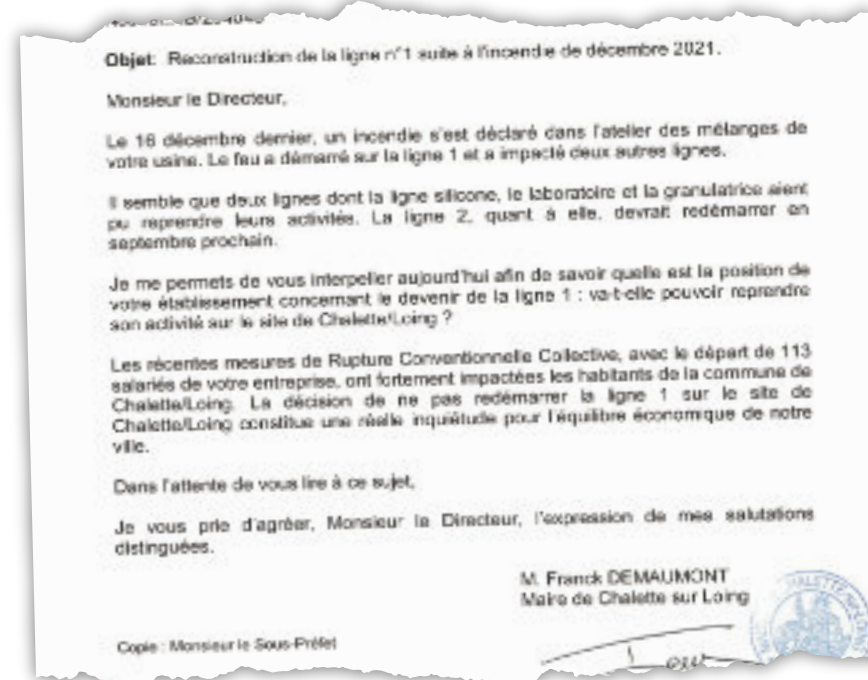 Objet: Reconstruction de la ligne n°1 suite à l'incendie de décembre 2021.
Monsieur le Directeur,
Le 16 décembre dernier, un incendie s'est déclaré dans l'atelier des mélanges de
votre usine. Le feu a démarré sur la ligne 1 et a impacté deux autres lignes.
Il semble que deux lignes dont la ligne silicone, le laboratoire et la granulatrice aient
pu reprendre leurs activités. La ligne 2, quant à elle, devrait redémarrer en
septembre prochain.
Je me permets de vous interpeller aujourd'hui afin de savoir quelle est la position de
votre établissement concernant le devenir de la ligne 1 : va-t-elle pouvoir reprendre
son activité sur le site de Chalette/Loing ?
Les récentes mesures de Rupture Conventionnelle Collective, avec le départ de 113
salariés de votre entreprise, ont fortement impactées les habitants de la commune de
Chalette/Loing. La décision de ne pas redémarrer la ligne 1 sur le site de
Chalette/Loing constitue une réelle inquiétude pour l'équilibre économique de notre
ville.
Dans l'attente de vous lire à ce sujet,
Je vous prie d'agréer, Monsieur le Directeur, l'expression de mes salutations
distinguées.
M. Franck DEMAUMONT
Maire de Chalette sur Loing
Copie : Monsieur le Sous-Préfet